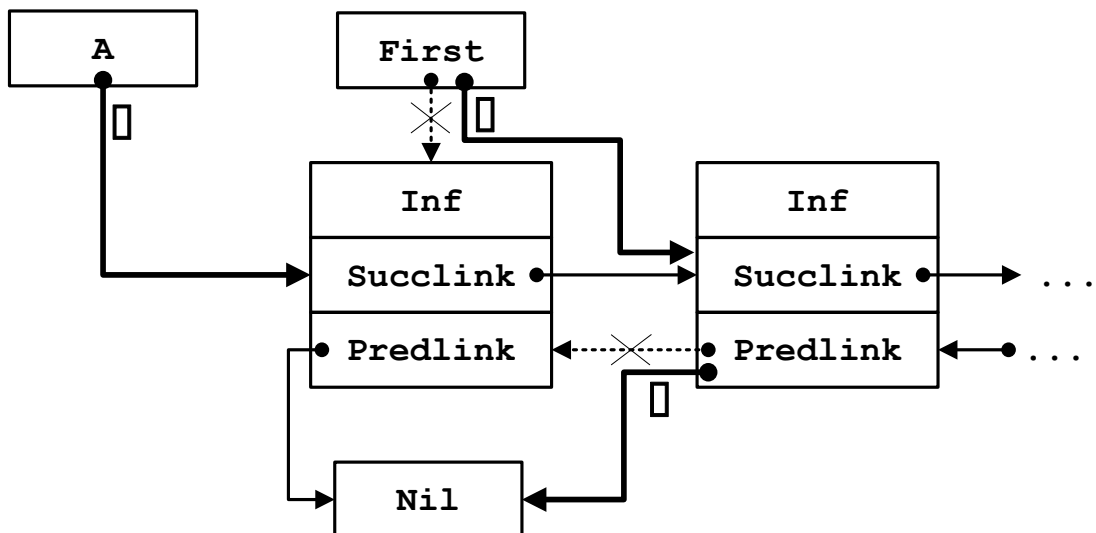 A First
Inf Inf
Succlink Succlink ...
Predlink Predlink ...
Nil